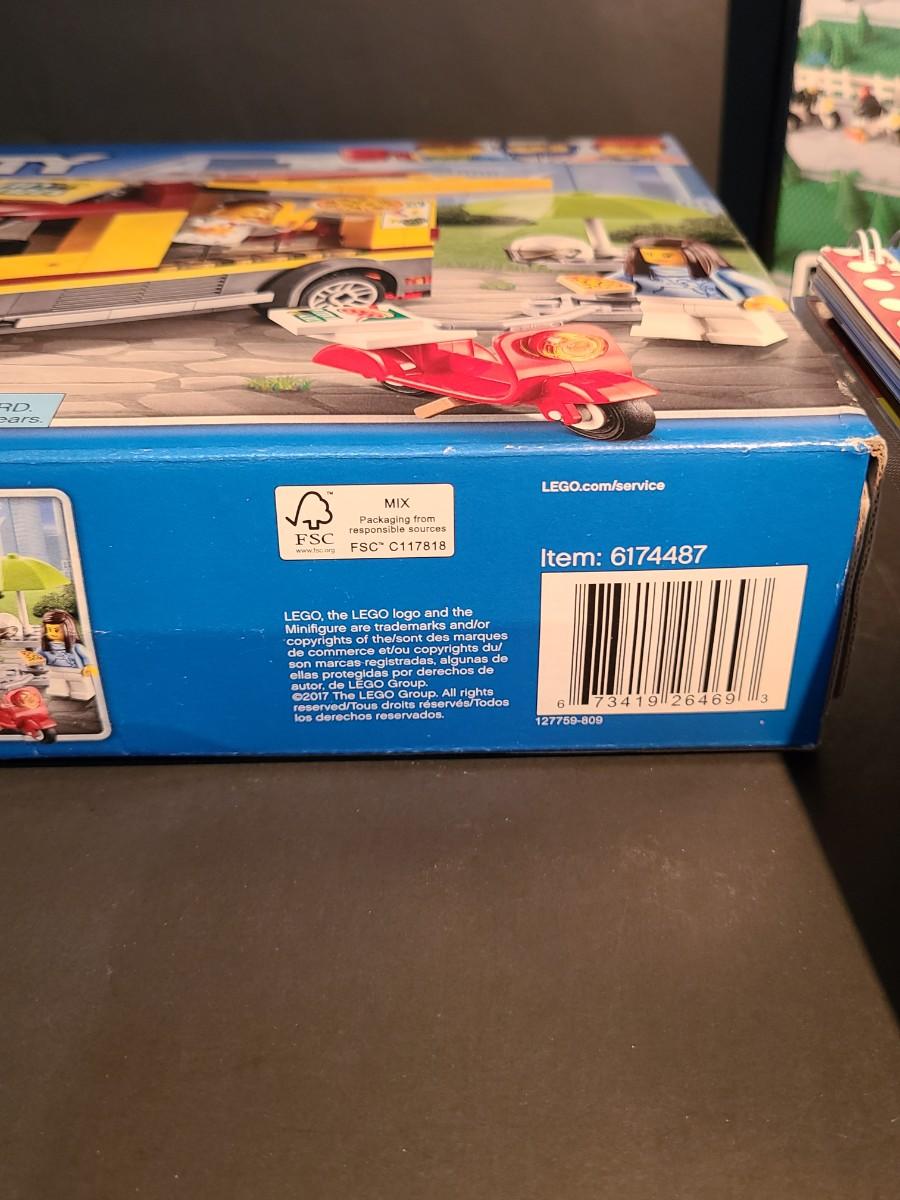 TY
RD.
ears.
FSC™
www.fsc.org
MIX
Packaging from
responsible sources
FSC™ C117818
LEGO.com/service
Item: 6174487
6 73419 26469 3
127759-809
LEGO, the LEGO logo and the
Minifigure are trademarks and/or
copyrights of the/sont des marques
de commerce et/ou copyrights du/
son marcas registradas, algunas de
ellas protegidas por derechos de
autor, de LEGO Group.
©2017 The LEGO Group. All rights
reserved/Tous droits réservés/Todos
los derechos reservados.